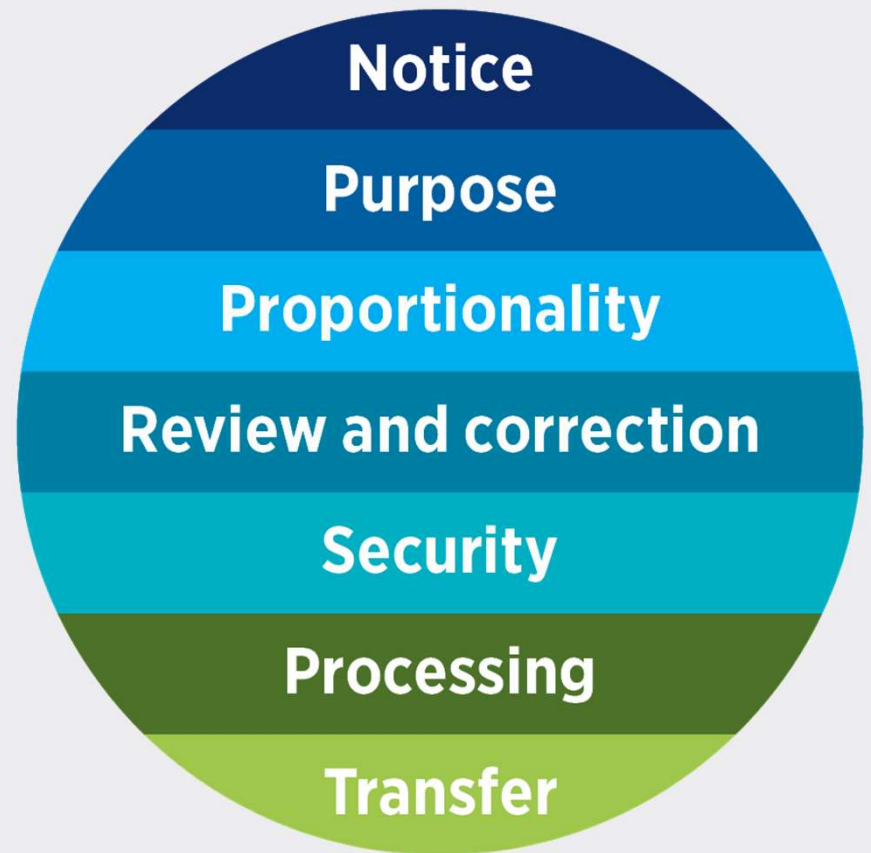 Notice
Purpose
Proportionality
Review and correction
Security
Processing
Transfer